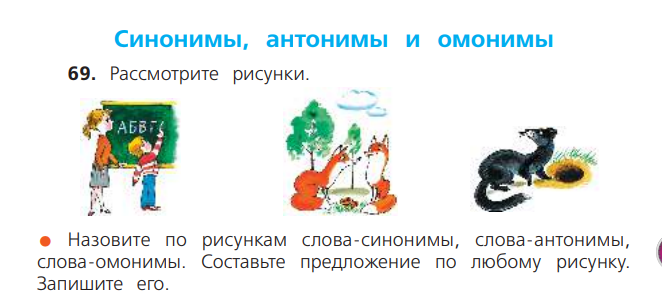 Синонимы, антонимы и омонимы
69. Рассмотрите рисунки.
АБВГ
● Назовите по рисункам слова-синонимы, слова-антонимы,
слова-омонимы. Составьте предложение по любому рисунку.
Запишите его.